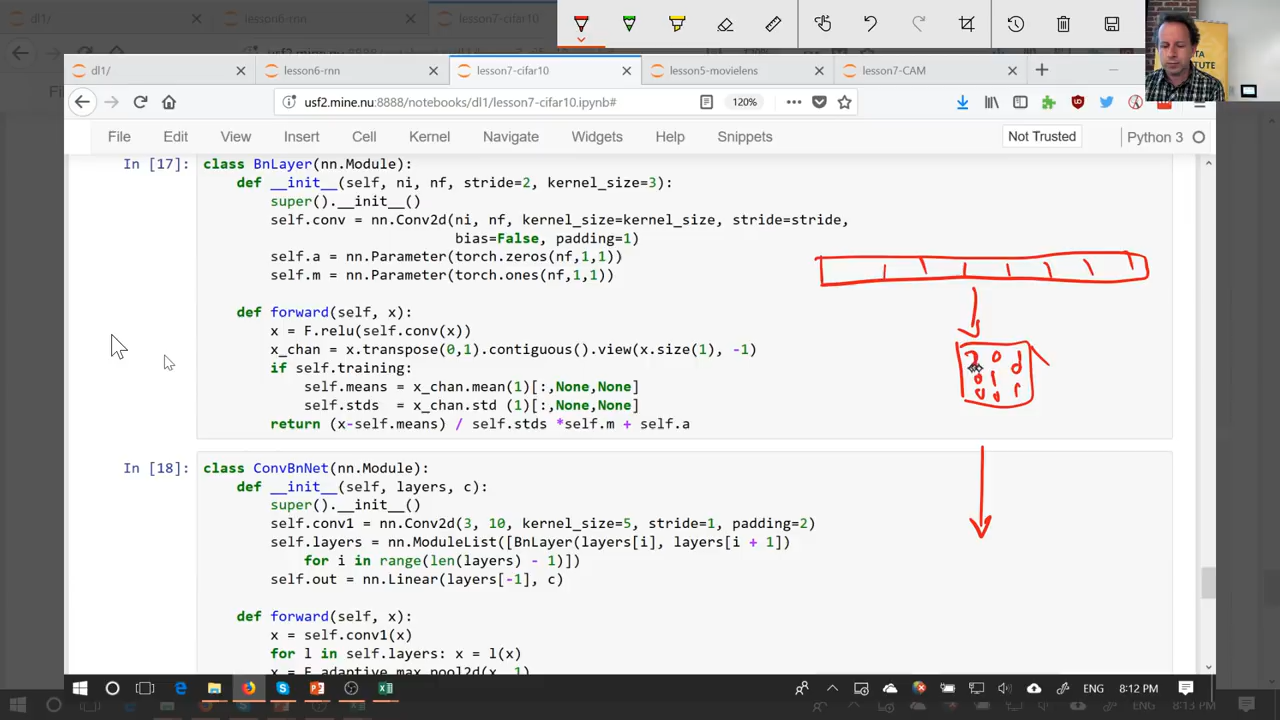 dl1/
lesson6-rnn
lesson7-cifar10
dl1/
lesson6-rnn
lesson7-cifar10
lesson5-movielens
lesson7-CAM
usf2.mine.nu:8888/notebooks/dl1/lesson7-cifar10.ipynb#
120%
File Edit View Insert Cell Kernel Navigate Widgets Help Snippets
Not Trusted
Python 3
In [17]:
class BnLayer(nn.Module):
def __init__(self, ni, nf, stride=2, kernel_size=3):
super().__init__()
self.conv = nn.Conv2d(ni, nf, kernel_size=kernel_size, stride=stride,
bias=False, padding=1)
self.a = nn.Parameter(torch.zeros(nf,1,1))
self.m = nn.Parameter(torch.ones(nf,1,1))
def forward(self, x):
x = F.relu(self.conv(x))
x_chan = x.transpose(0,1).contiguous().view(x.size(1), -1)
if self.training:
self.means = x_chan.mean(1)[:,None,None]
self.stds = x_chan.std (1)[:,None,None]
return (x-self.means) / self.stds *self.m + self.a
In [18]:
class ConvBnNet(nn.Module):
def __init__(self, layers, c):
super().__init__()
self.conv1 = nn.Conv2d(3, 10, kernel_size=5, stride=1, padding=2)
self.layers = nn.ModuleList([BnLayer(layers[i], layers[i + 1])
for i in range(len(layers) - 1)])
self.out = nn.Linear(layers[-1], c)
def forward(self, x):
x = self.conv1(x)
for l in self.layers: x = l(x)
x = F.adaptive_max_pool2d(x, 1)
ENG
8:12 PM
ENG
8:13 PM